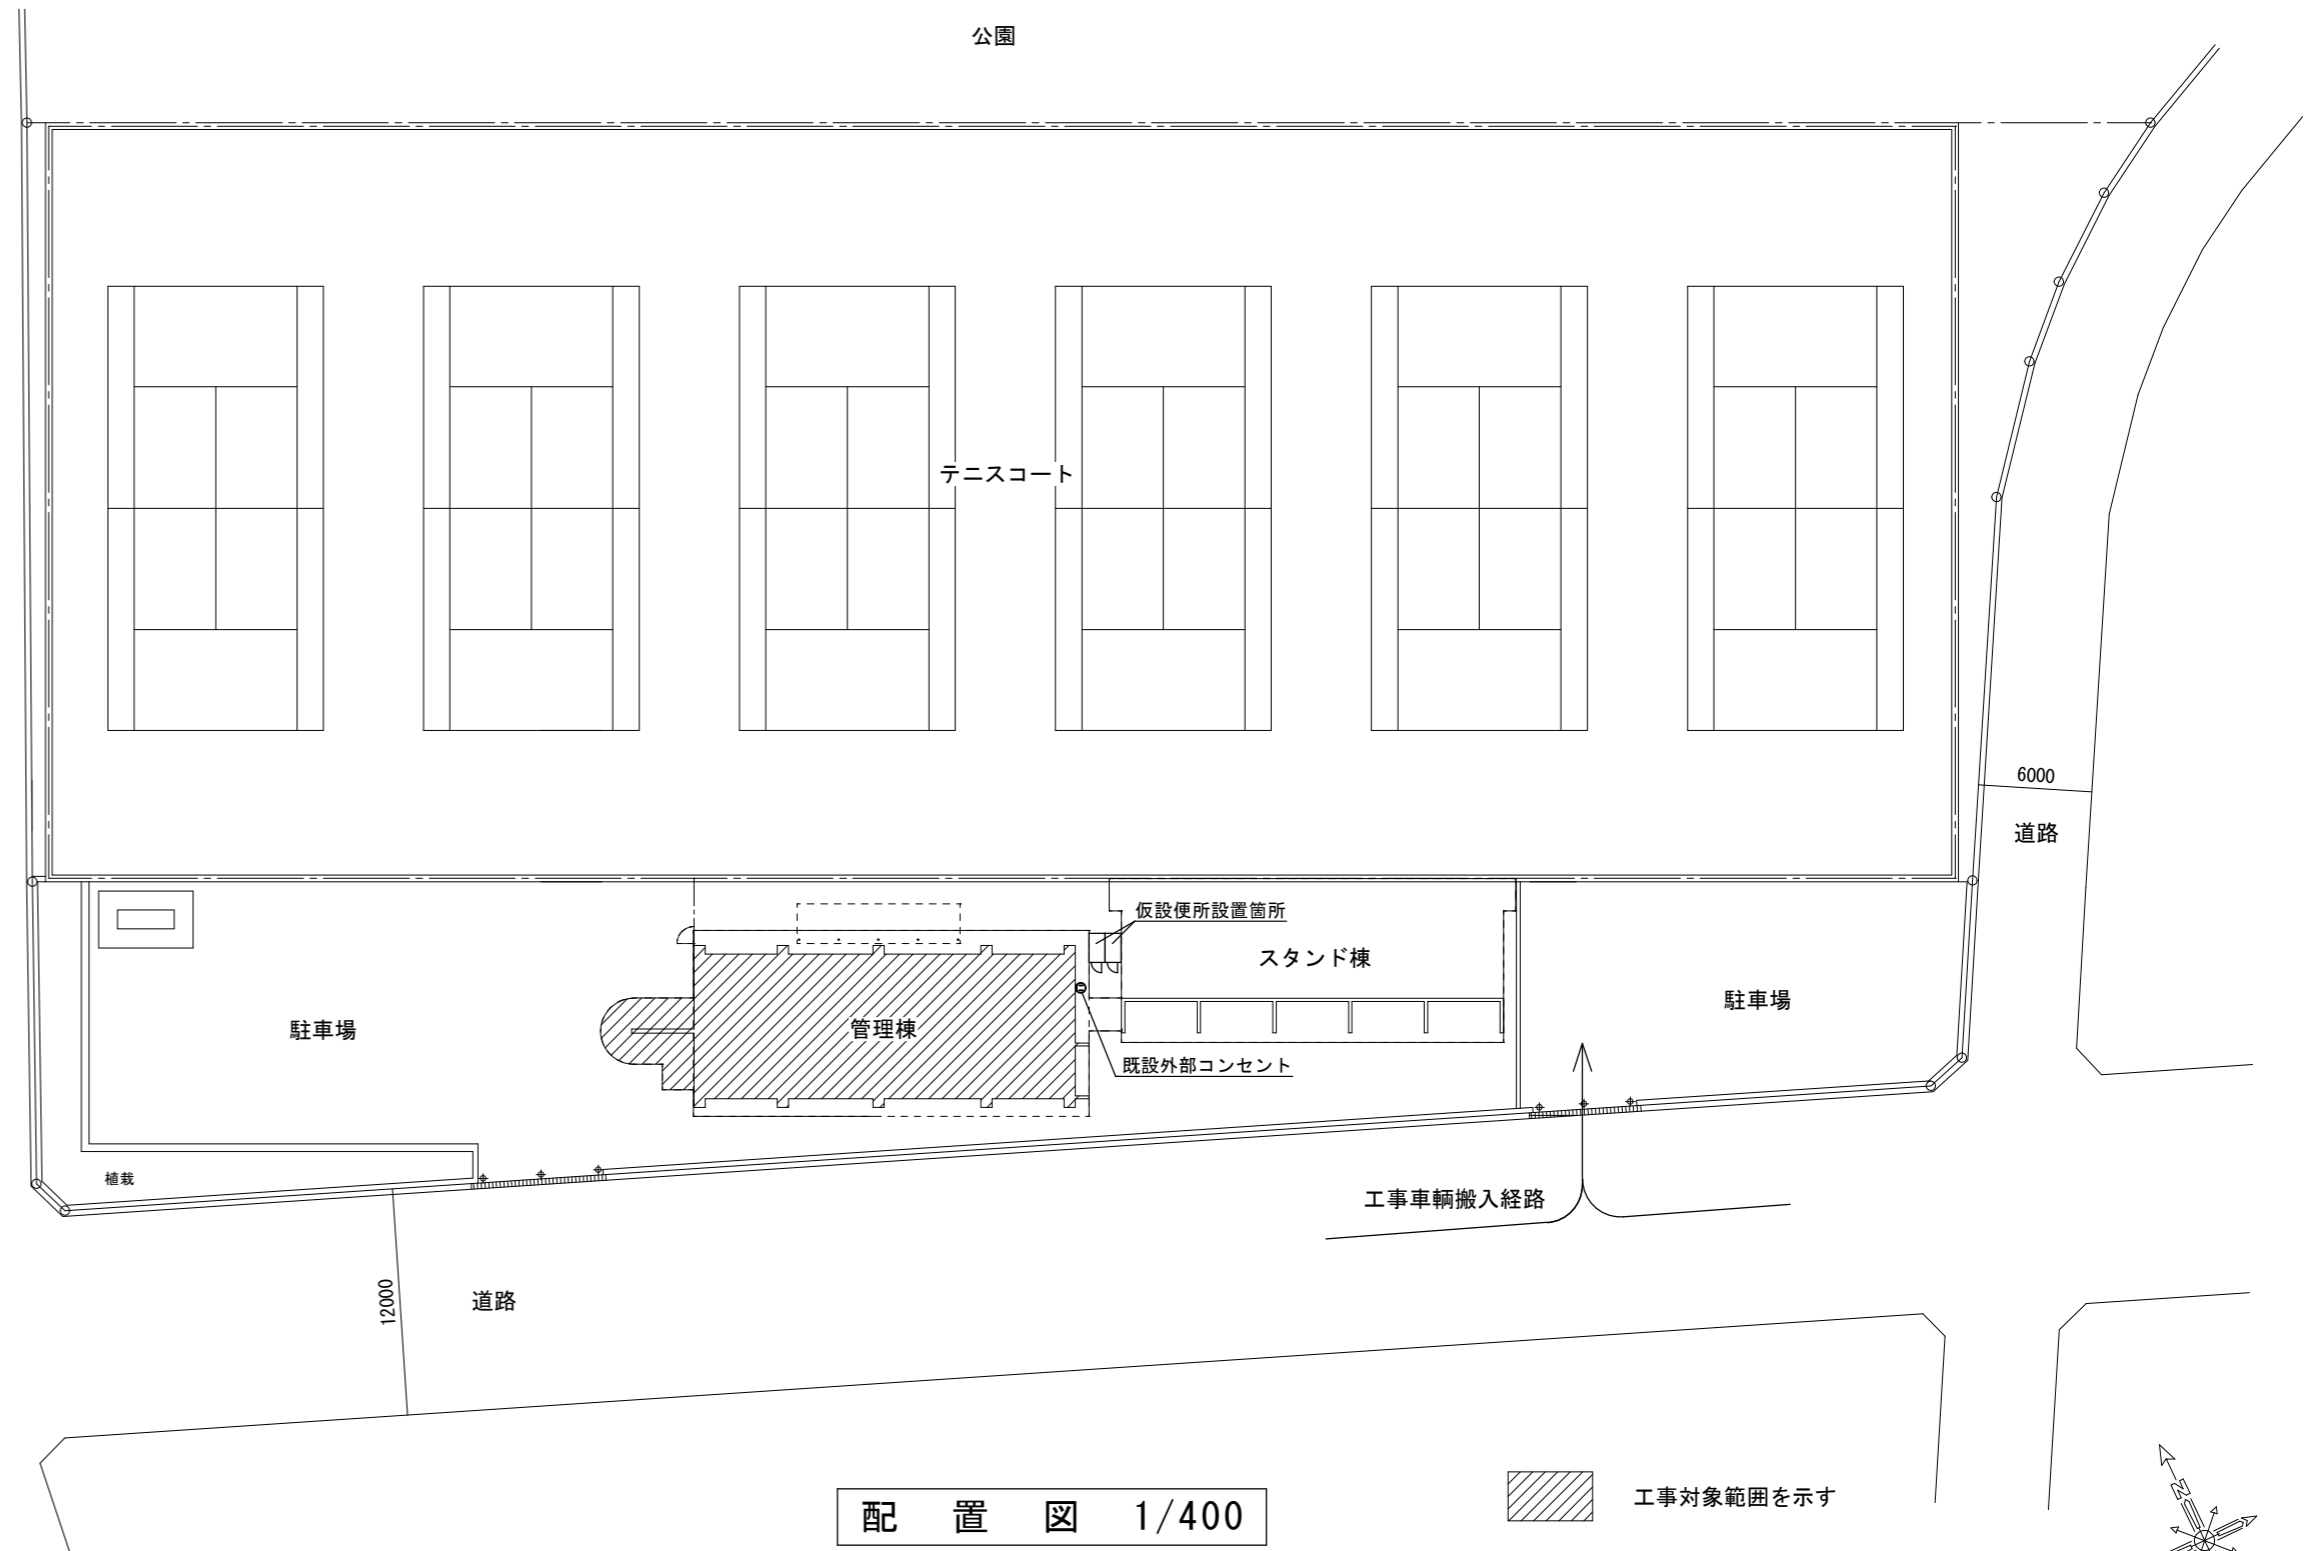 公園
テニスコート
6000
道路
仮設便所設置箇所
スタンド棟
駐車場
駐車場
管理棟
既設外部コンセント
植栽
工事車輌搬入経路
12000
道路
工事対象範囲を示す
N
配 置 図 1/400